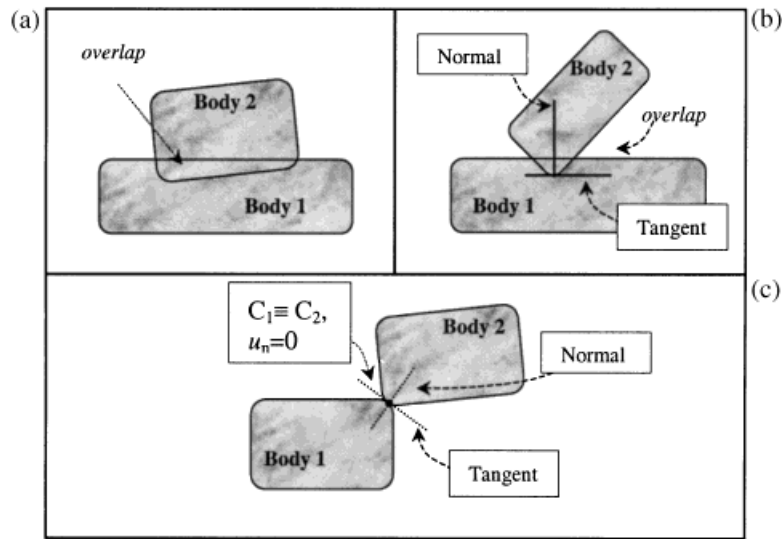 (a)
overlap
Body 2
Body 1
(b)
Normal
Body 2
overlap
Body 1
Tangent
(c)
C₁≡ C₂,
uₙ=0
Body 2
Normal
Body 1
Tangent